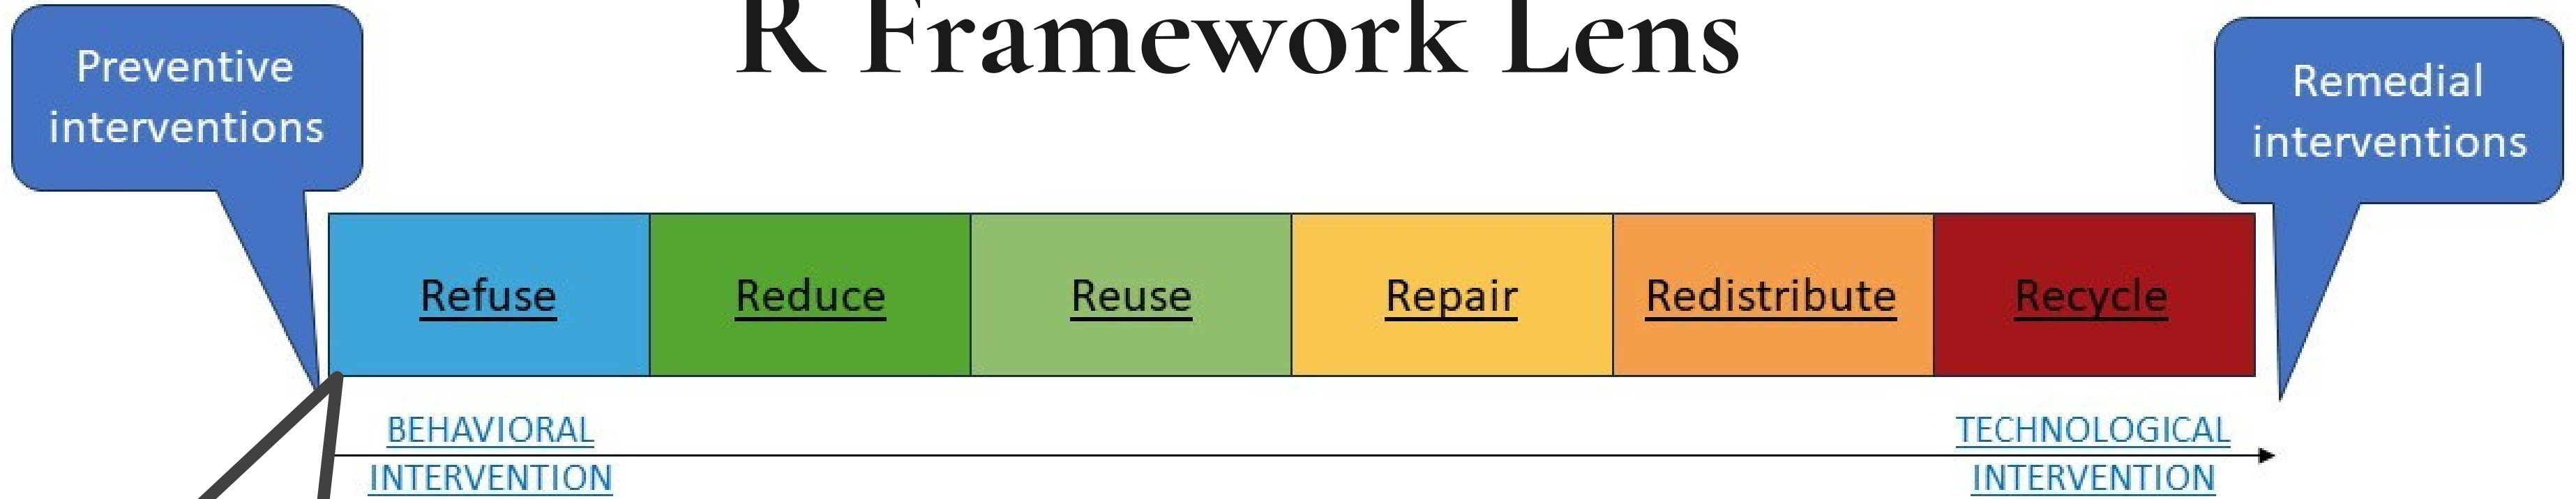 R Framework Lens
Preventive
interventions
Remedial
interventions
Refuse
Reduce
Reuse
Repair
Redistribute
Recycle
BEHAVIORAL
INTERVENTION
TECHNOLOGICAL
INTERVENTION